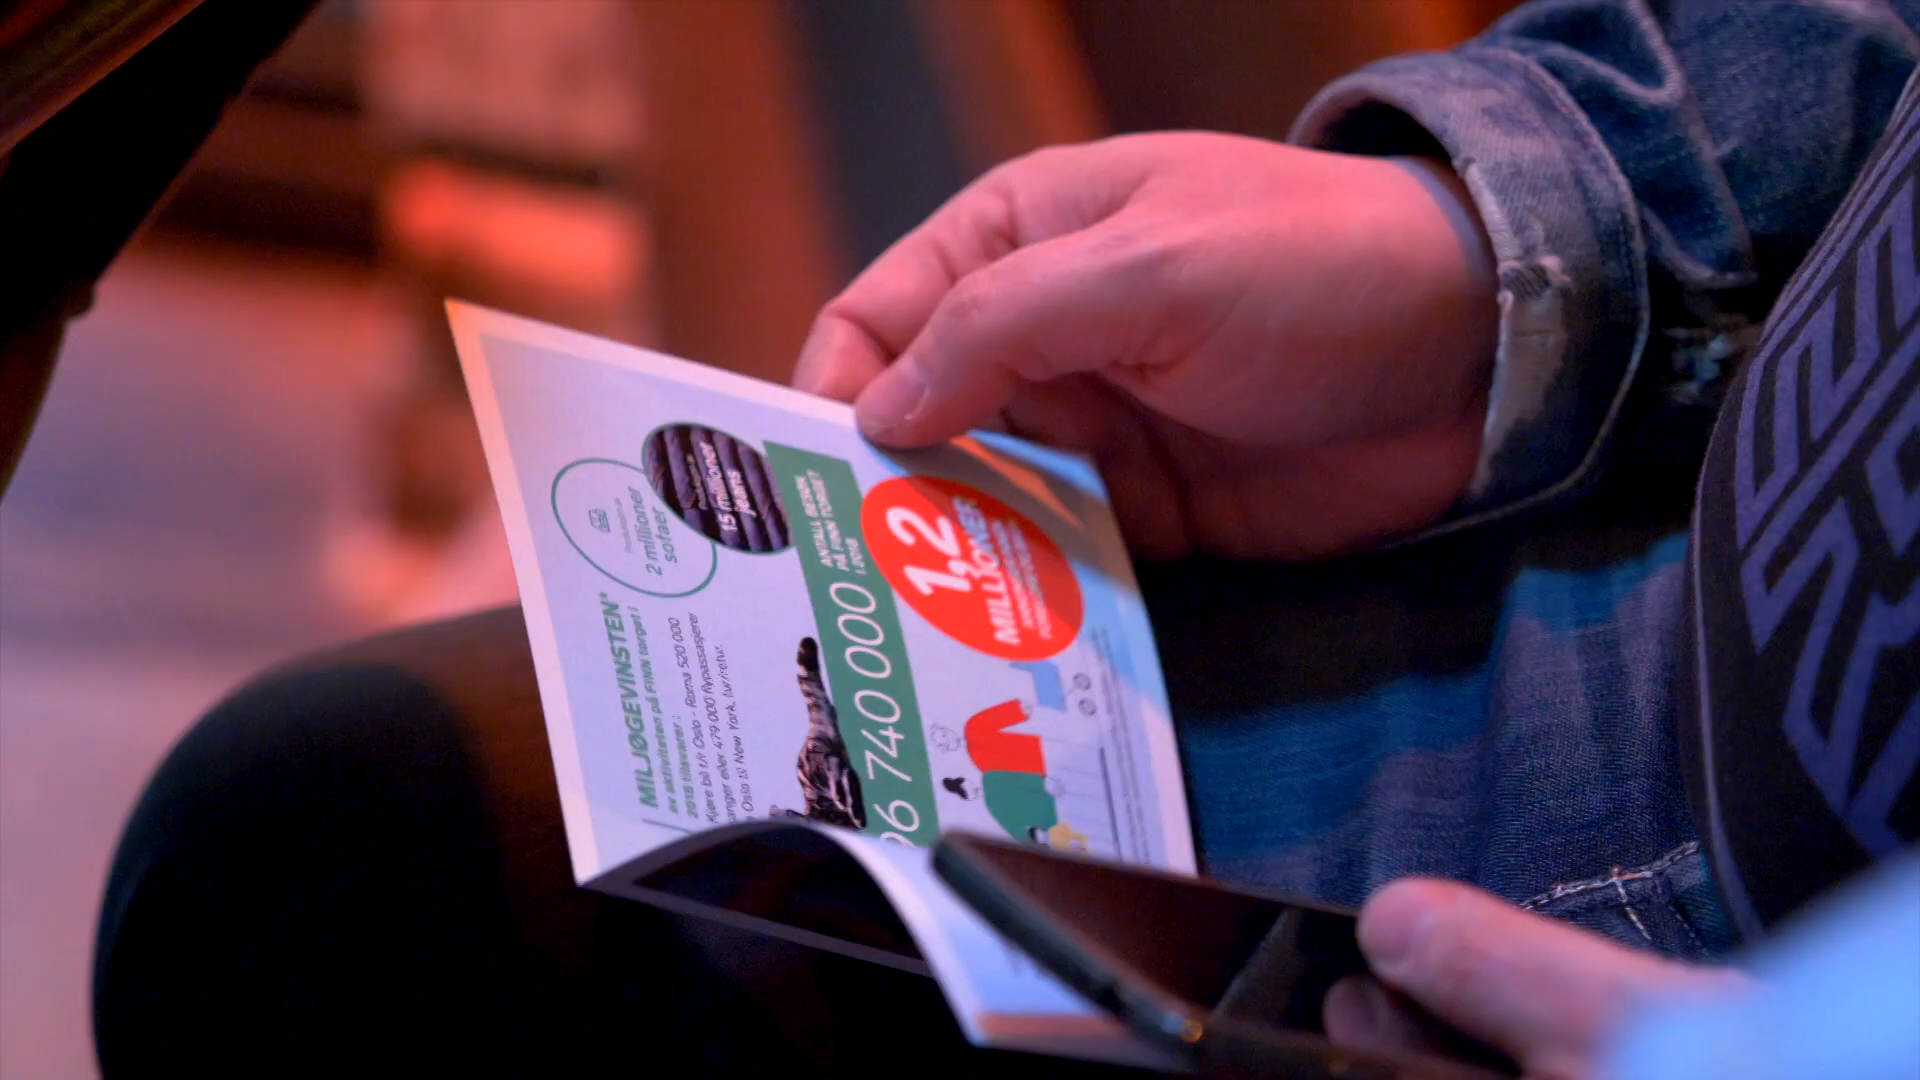 MILJØGEVINSTEN*
av aktiviteten på FINN torget i
2018 tilsvarer:
Kjøre bil t/r Oslo - Roma 520 000
ganger eller 479 000 flypassasjerer
Oslo til New York, tur/retur.
2 millioner
sofaer
15 millioner
jeans
96 740 000
ANTALL BESØK
PÅ FINN TORGET
I 2018
1,2
MILLIONER